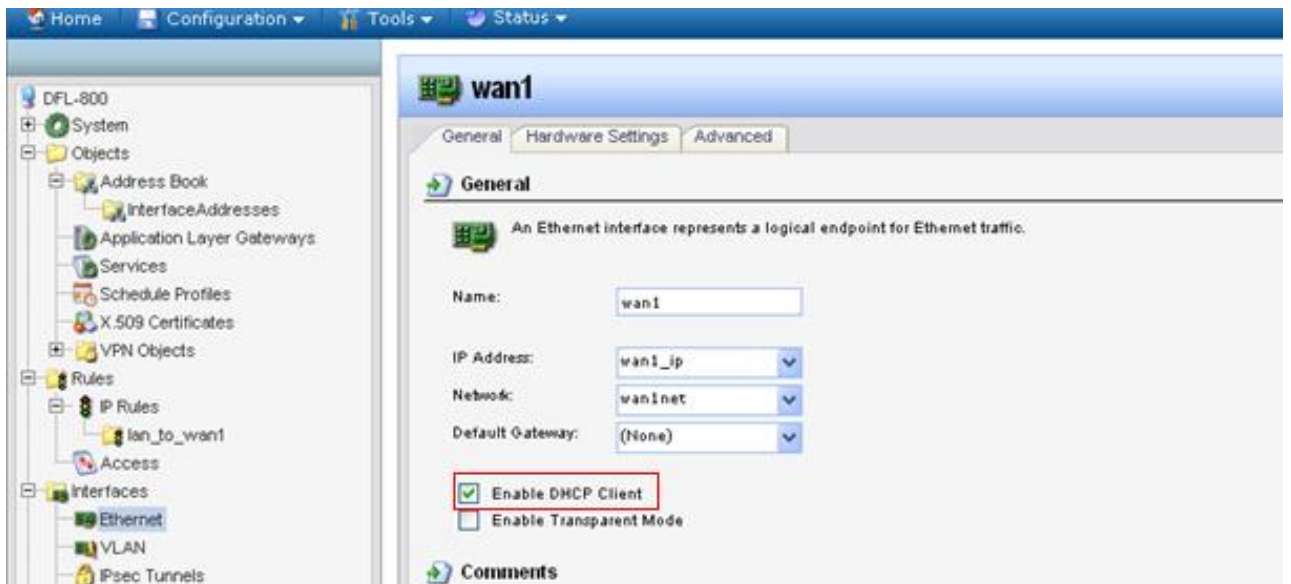 Home Configuration Tools Status
DFL-800
System
Objects
Address Book
InterfaceAddresses
Application Layer Gateways
Services
Schedule Profiles
X.509 Certificates
VPN Objects
Rules
IP Rules
lan_to_wan1
Access
Interfaces
Ethernet
VLAN
IPsec Tunnels
wan1
General Hardware Settings Advanced
General
An Ethernet interface represents a logical endpoint for Ethernet traffic.
Name: wan1
IP Address: wan1_ip
Network: wan1net
Default Gateway: (None)
Enable DHCP Client
Enable Transparent Mode
Comments